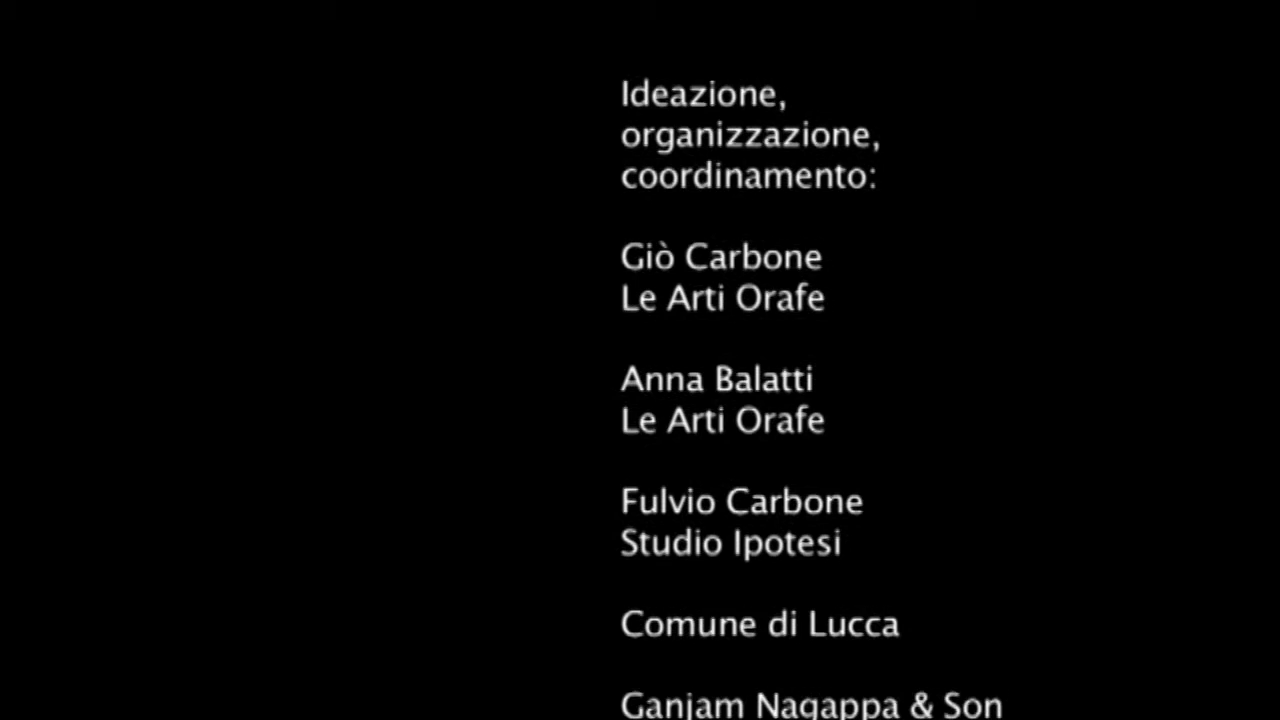 Ideazione,
organizzazione,
coordinamento:
Giò Carbone
Le Arti Orafe
Anna Balatti
Le Arti Orafe
Fulvio Carbone
Studio Ipotesi
Comune di Lucca
Ganjam Nagappa & Son